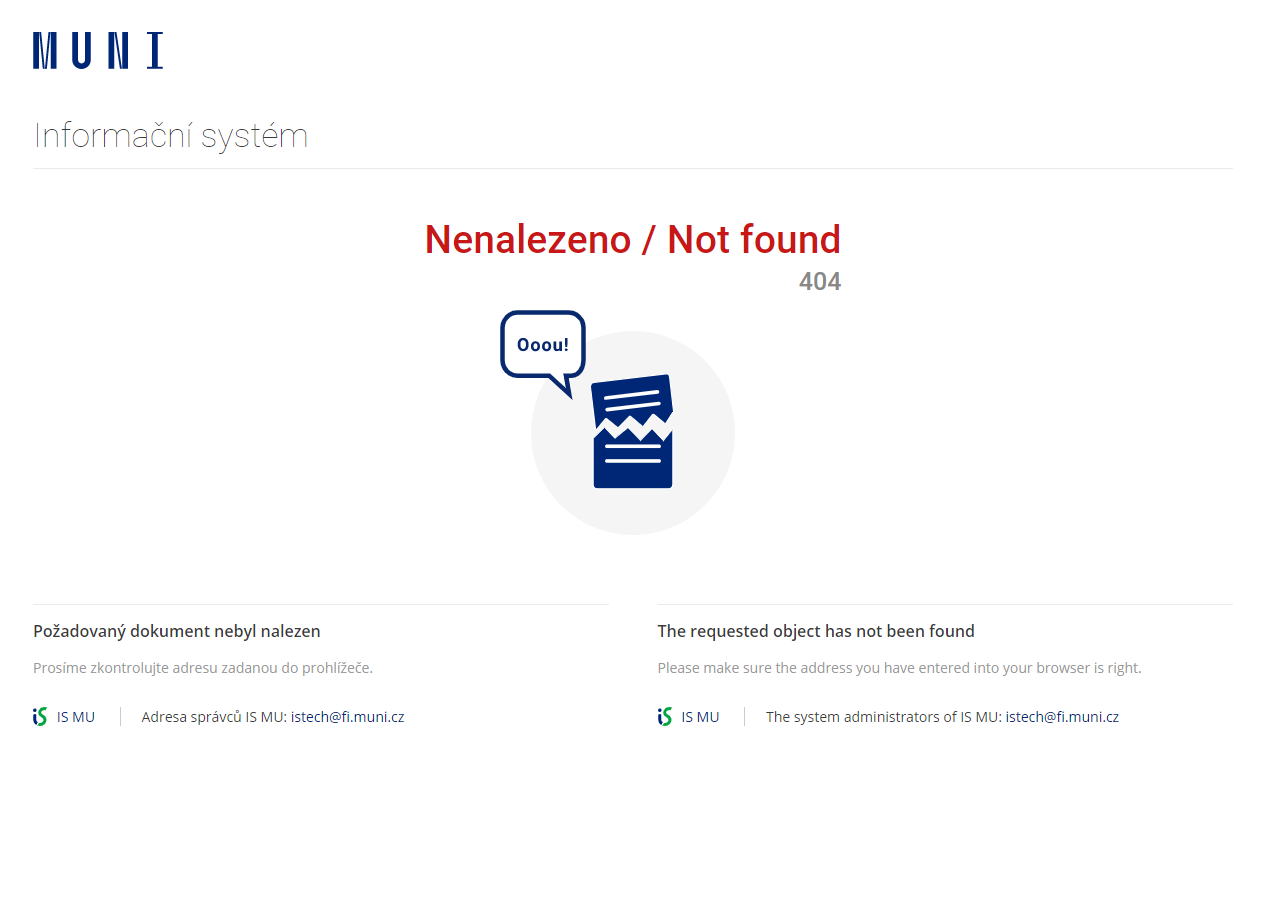 MUNI
Informační systém
Nenalezeno / Not found
404
Ooou!
Požadovaný dokument nebyl nalezen
Prosíme zkontrolujte adresu zadanou do prohlížeče.
iS IS MU Adresa správců IS MU: istech@fi.muni.cz
The requested object has not been found
Please make sure the address you have entered into your browser is right.
iS IS MU The system administrators of IS MU: istech@fi.muni.cz